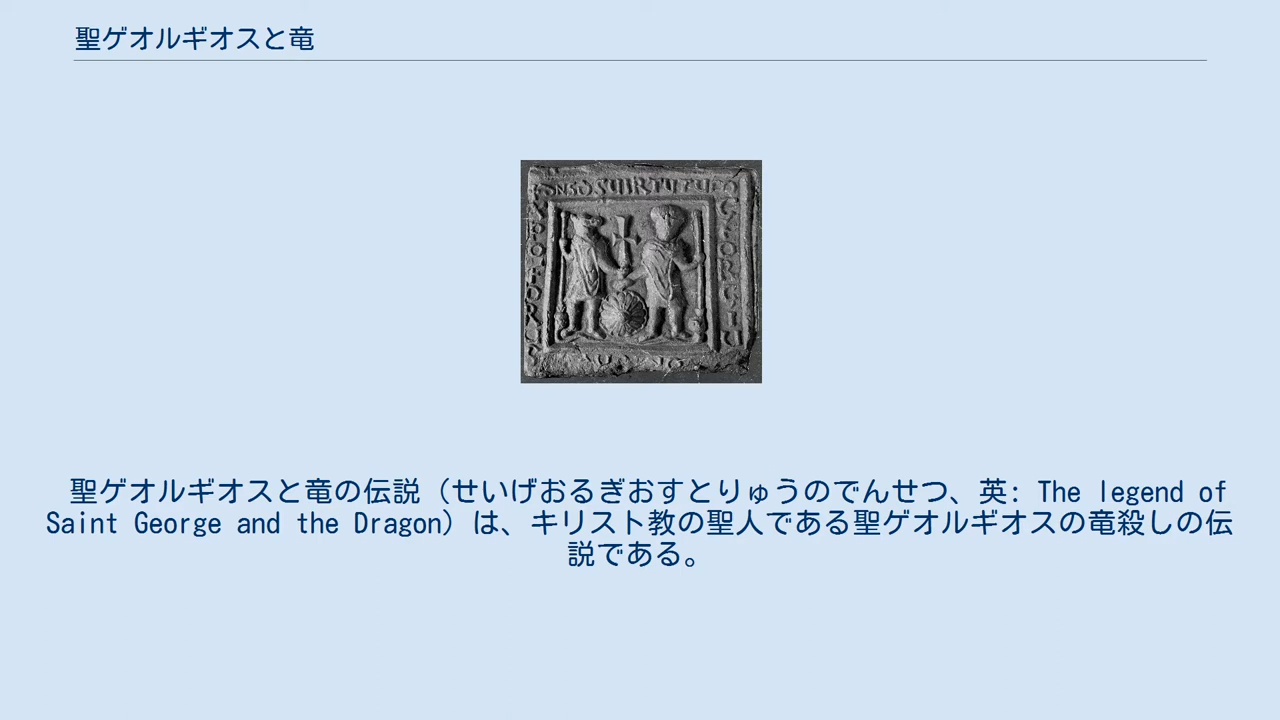 聖ゲオルギオスと竜
聖ゲオルギオスと竜の伝説（せいげおるぎおすとりゅうのでんせつ、英: The legend of
Saint George and the Dragon）は、キリスト教の聖人である聖ゲオルギオスの竜殺しの伝
説である。